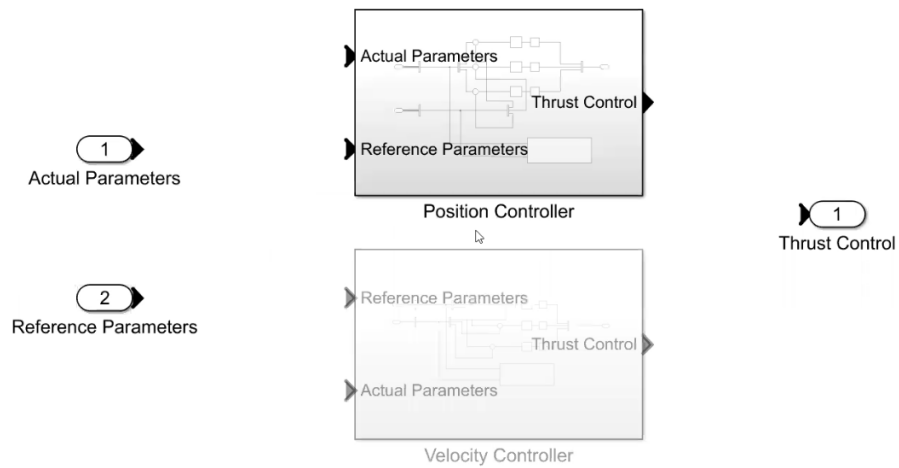 1
Actual Parameters
2
Reference Parameters
Actual Parameters
Thrust Control
Reference Parameters
Position Controller
Reference Parameters
Thrust Control
Actual Parameters
Velocity Controller
1
Thrust Control